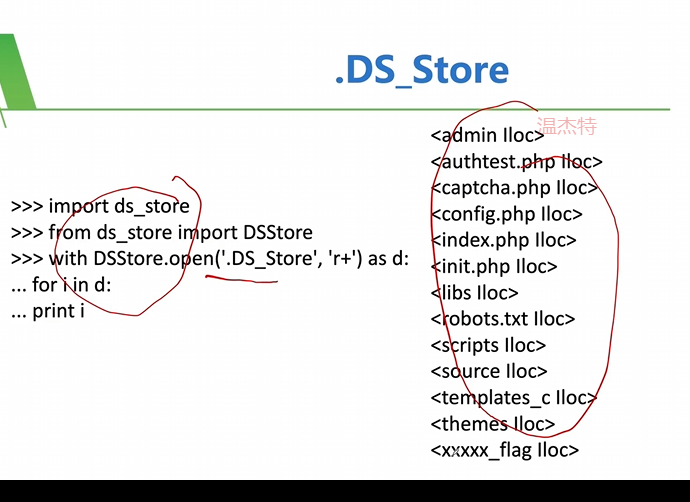 .DS_Store
温杰特
>>> import ds_store
>>> from ds_store import DSStore
>>> with DSStore.open('.DS_Store', 'r+') as d:
... for i in d:
... print i
<admin Iloc>
<authtest.php Iloc>
<captcha.php Iloc>
<config.php Iloc>
<index.php Iloc>
<init.php Iloc>
<libs Iloc>
<robots.txt Iloc>
<scripts Iloc>
<source Iloc>
<templates_c Iloc>
<themes Iloc>
<xxxxx_flag Iloc>